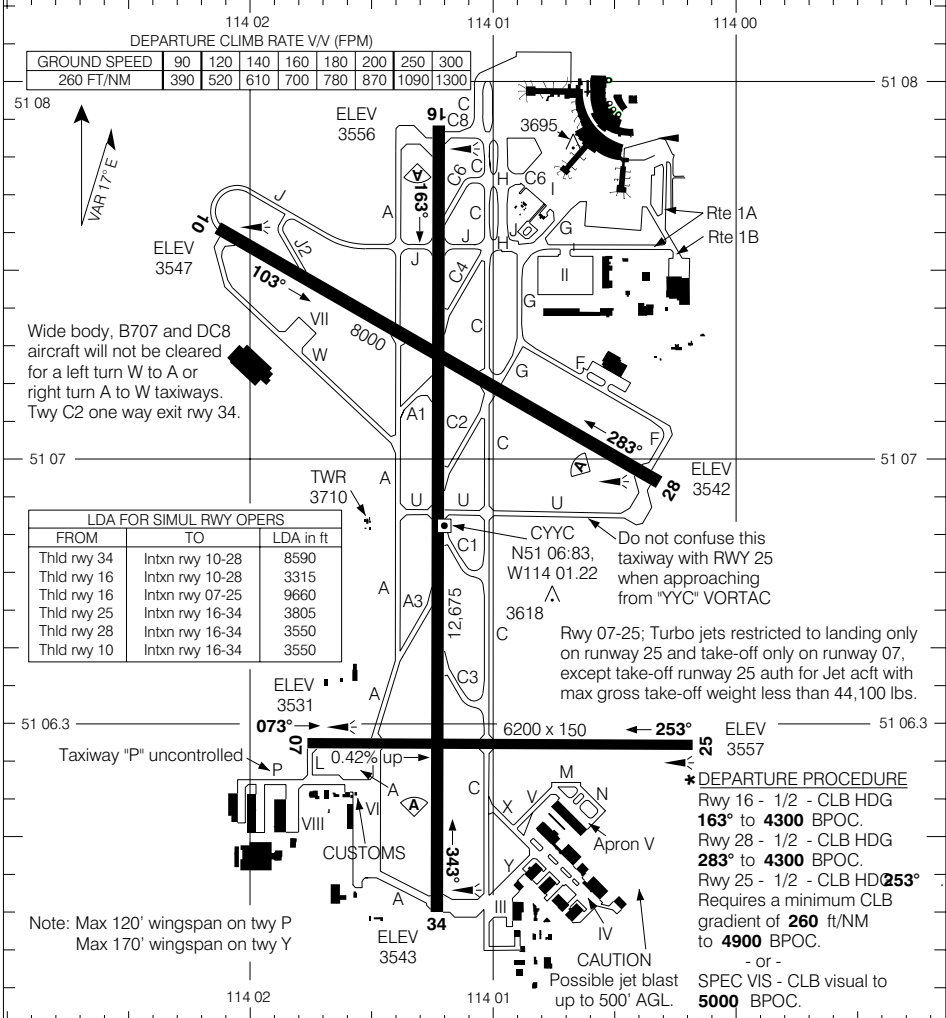 114 02 114 01 114 00
DEPARTURE CLIMB RATE V/V (FPM)
GROUND SPEED 90 120 140 160 180 200 250 300
260 FT/NM 390 520 610 700 780 870 1090 1300
51 08
51 08
VAR 17° E
ELEV
3556
16
C
C8
3695
A
163°
C6
C
H
C6
I
J
A
C
J
J
H
G
Rte 1A
Rte 1B
10
ELEV
3547
J2
J
C4
II
103°
VII
8000
G
C
W
Wide body, B707 and DC8
aircraft will not be cleared
for a left turn W to A or
right turn A to W taxiways.
Twy C2 one way exit rwy 34.
G
F
A1
C2
C
283°
F
51 07
51 07
A
A
28
ELEV
3542
TWR
3710
U
U
U
CYYC
N51 06:83,
W114 01.22
3618
Do not confuse this
taxiway with RWY 25
when approaching
from "YYC" VORTAC
LDA FOR SIMUL RWY OPERS
FROM TO LDA in ft
Thld rwy 34 Intxn rwy 10-28 8590
Thld rwy 16 Intxn rwy 10-28 3315
Thld rwy 16 Intxn rwy 07-25 9660
Thld rwy 25 Intxn rwy 16-34 3805
Thld rwy 28 Intxn rwy 16-34 3550
Thld rwy 10 Intxn rwy 16-34 3550
C1
A
A3
12,675
C
Rwy 07-25; Turbo jets restricted to landing only
on runway 25 and take-off only on runway 07,
except take-off runway 25 auth for Jet acft with
max gross take-off weight less than 44,100 lbs.
C3
A
ELEV
3531
51 06.3
51 06.3
073°
07
6200 x 150
253°
25
ELEV
3557
Taxiway "P" uncontrolled
P
L
0.42% up
A
A
C
VI
VIII
CUSTOMS
343°
A
34
ELEV
3543
X
V
M
N
Apron V
Y
III
IV
CAUTION
Possible jet blast
up to 500' AGL.
Note: Max 120' wingspan on twy P
Max 170' wingspan on twy Y
* DEPARTURE PROCEDURE
Rwy 16 - 1/2 - CLB HDG
163° to 4300 BPOC.
Rwy 28 - 1/2 - CLB HDG
283° to 4300 BPOC.
Rwy 25 - 1/2 - CLB HDG 253°
Requires a minimum CLB
gradient of 260 ft/NM
to 4900 BPOC.
- or -
SPEC VIS - CLB visual to
5000 BPOC.
114 02 114 01